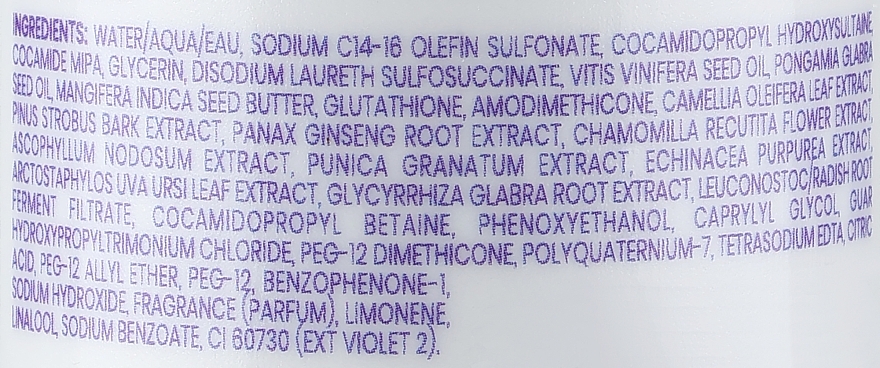 INGREDIENTS: WATER/AQUA/EAU, SODIUM C14-16 OLEFIN SULFONATE, COCAMIDOPROPYL HYDROXYSULTAINE,
COCAMIDE MIPA, GLYCERIN, DISODIUM LAURETH SULFOSUCCINATE, VITIS VINIFERA SEED OIL, PONGAMIA GLABRA
SEED OIL, MANGIFERA INDICA SEED BUTTER, GLUTATHIONE, AMODIMETHICONE, CAMELLIA OLEIFERA LEAF EXTRACT,
PINUS STROBUS BARK EXTRACT, PANAX GINSENG ROOT EXTRACT, CHAMOMILLA RECUTITA FLOWER EXTRACT,
ASCOPHYLLUM NODOSUM EXTRACT, PUNICA GRANATUM EXTRACT, ECHINACEA PURPUREA EXTRACT,
ARCTOSTAPHYLOS UVA URSI LEAF EXTRACT, GLYCYRRHIZA GLABRA ROOT EXTRACT, LEUCONOSTOC/RADISH ROOT
FERMENT FILTRATE, COCAMIDOPROPYL BETAINE, PHENOXYETHANOL, CAPRYLYL GLYCOL, GUAR
HYDROXYPROPYLTRIMONIUM CHLORIDE, PEG-12 DIMETHICONE, POLYQUATERNIUM-7, TETRASODIUM EDTA, CITRIC
ACID, PEG-12 ALLYL ETHER, PEG-12, BENZOPHENONE-1,
SODIUM HYDROXIDE, FRAGRANCE (PARFUM), LIMONENE,
LINALOOL, SODIUM BENZOATE, CI 60730 (EXT VIOLET 2).